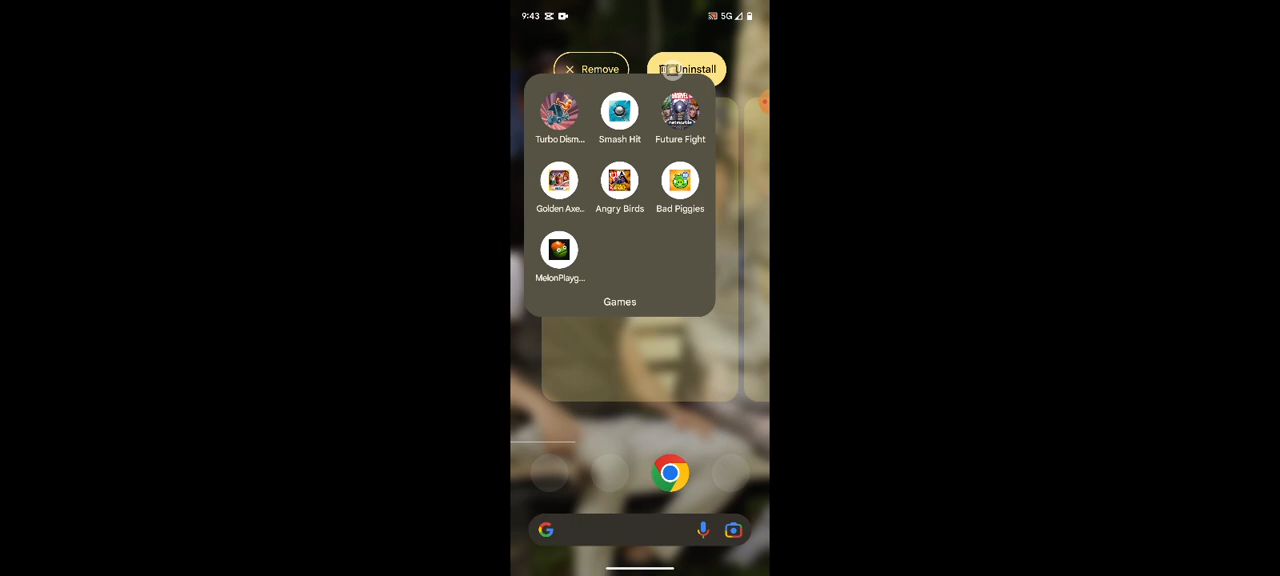 9:43
5G
Remove
Uninstall
Turbo Dism...
Smash Hit
Future Fight
Golden Axe..
Angry Birds
Bad Piggies
MelonPlayg...
Games